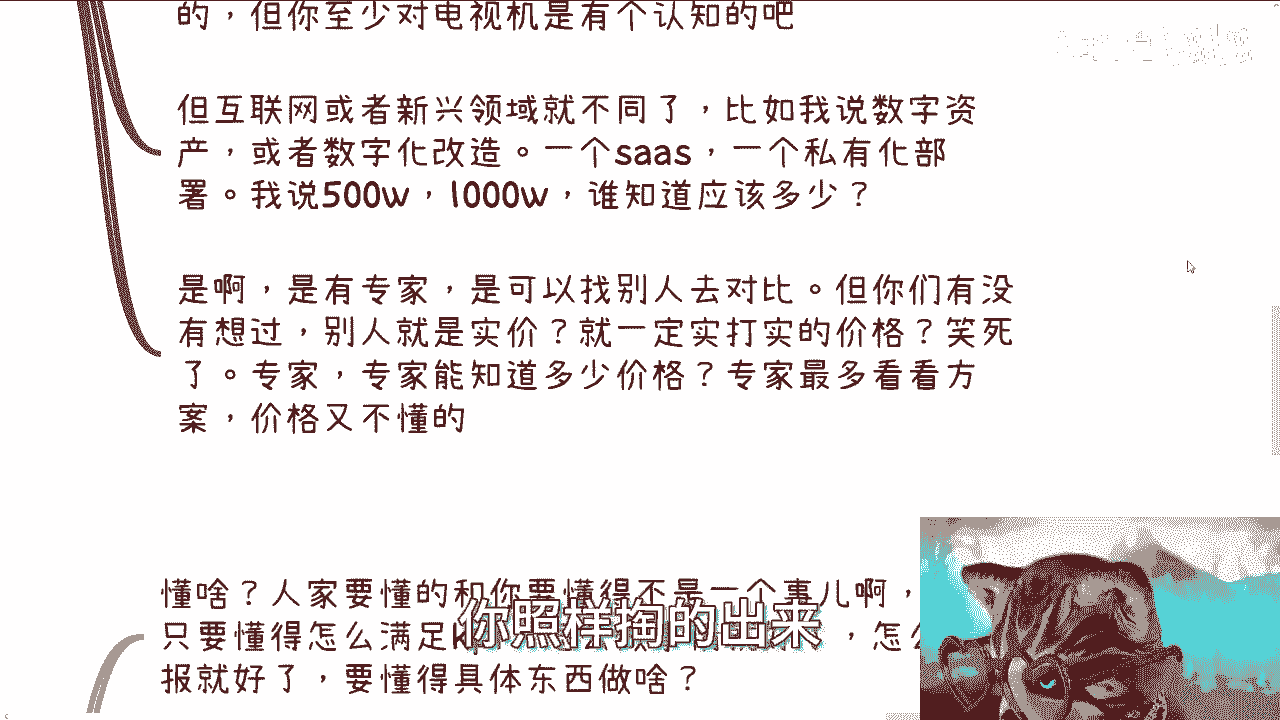 的，但你至少对电视机是有个认知的吧
但互联网或者新兴领域就不同了，比如我说数字资
产，或者数字化改造。一个saas，一个私有化部
署。我说500w，1000w，谁知道应该多少？
是啊，是有专家，是可以找别人去对比。但你们有没
有想过，别人就是实价？就一定实打实的价格？笑死
了。专家，专家能知道多少价格？专家最多看看方
案，价格又不懂的
懂啥？人家要懂的和你要懂得不是一个事儿啊，
只要懂得怎么满足k
，怎么
你照样掏的出来
报就好了，要懂得具体东西做啥？